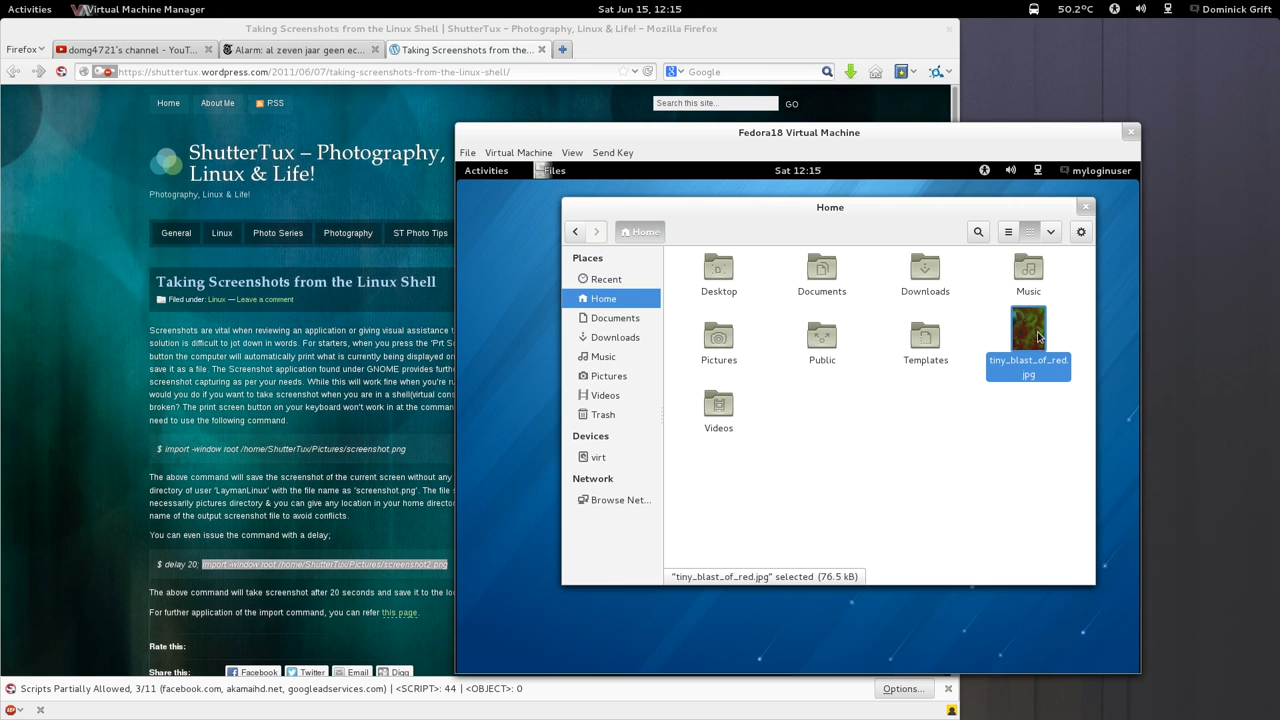 Activities Virtual Machine Manager Sat Jun 15, 12:15 50.2°C Dominick Grift
Taking Screenshots from the Linux Shell | ShutterTux – Photography, Linux & Life! – Mozilla Firefox
Firefox domg4721's channel - YouT... Alarm: al zeven jaar geen ec... Taking Screenshots from the...
https://shuttertux.wordpress.com/2011/06/07/taking-screenshots-from-the-linux-shell/ Google
Home About Me RSS Search this site... GO
ShutterTux – Photography,
Linux & Life!
Photography, Linux & Life!
General Linux Photo Series Photography ST Photo Tips
Taking Screenshots from the Linux Shell
Filed under: Linux — Leave a comment
Screenshots are vital when reviewing an application or giving visual assistance t
solution is difficult to jot down in words. For starters, when you press the 'Prt S
button the computer will automatically print what is currently being displayed on
save it as a file. The Screenshot application found under GNOME provides furth
screenshot capturing as per your needs. While this will work fine when you're ru
would you do if you want to take screenshot when you are in a shell(virtual cons
broken? The print screen button on your keyboard won't work in at the comman
need to use the following command.
$ import -window root /home/ShutterTux/Pictures/screenshot.png
The above command will save the screenshot of the current screen without any
directory of user 'LaymanLinux' with the file name as 'screenshot.png'. The file
necessarily pictures directory & you can give any location in your home director
name of the output screenshot file to avoid conflicts.
You can even issue the command with a delay;
$ delay 20; import -window root /home/ShutterTux/Pictures/screenshot2.png
The above command will take screenshot after 20 seconds and save it to the lo
For further application of the import command, you can refer this page.
Rate this:
Share this: Facebook Twitter Email Digg
Scripts Partially Allowed, 3/11 (facebook.com, akamaihd.net, googleadservices.com) | <SCRIPT>: 44 | <OBJECT>: 0 Options...
Fedora18 Virtual Machine
File Virtual Machine View Send Key
Activities Files Sat 12:15 myloginuser
Home
Home
Places
Recent
Home
Documents
Downloads
Music
Pictures
Videos
Trash
Devices
virt
Network
Browse Net...
Desktop Documents Downloads Music
Pictures Public Templates tiny_blast_of_red.
jpg
Videos
"tiny_blast_of_red.jpg" selected (76.5 kB)